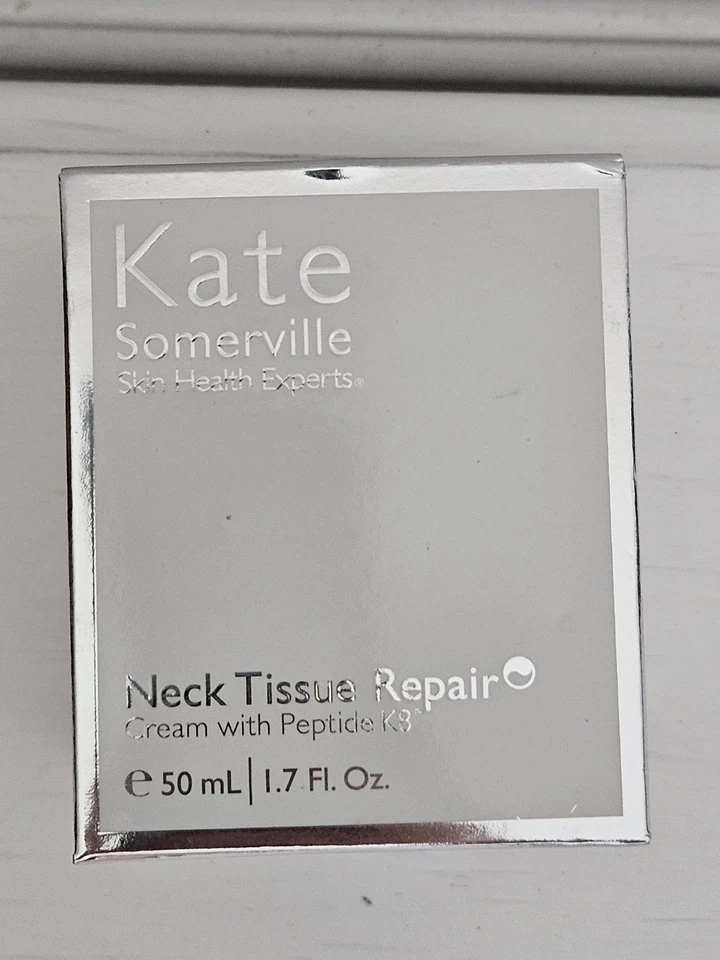 Kate
Somerville
Skin Health Experts®
Neck Tissue Repair
Cream with Peptide K8^
℮ 50 mL | 1.7 Fl. Oz.